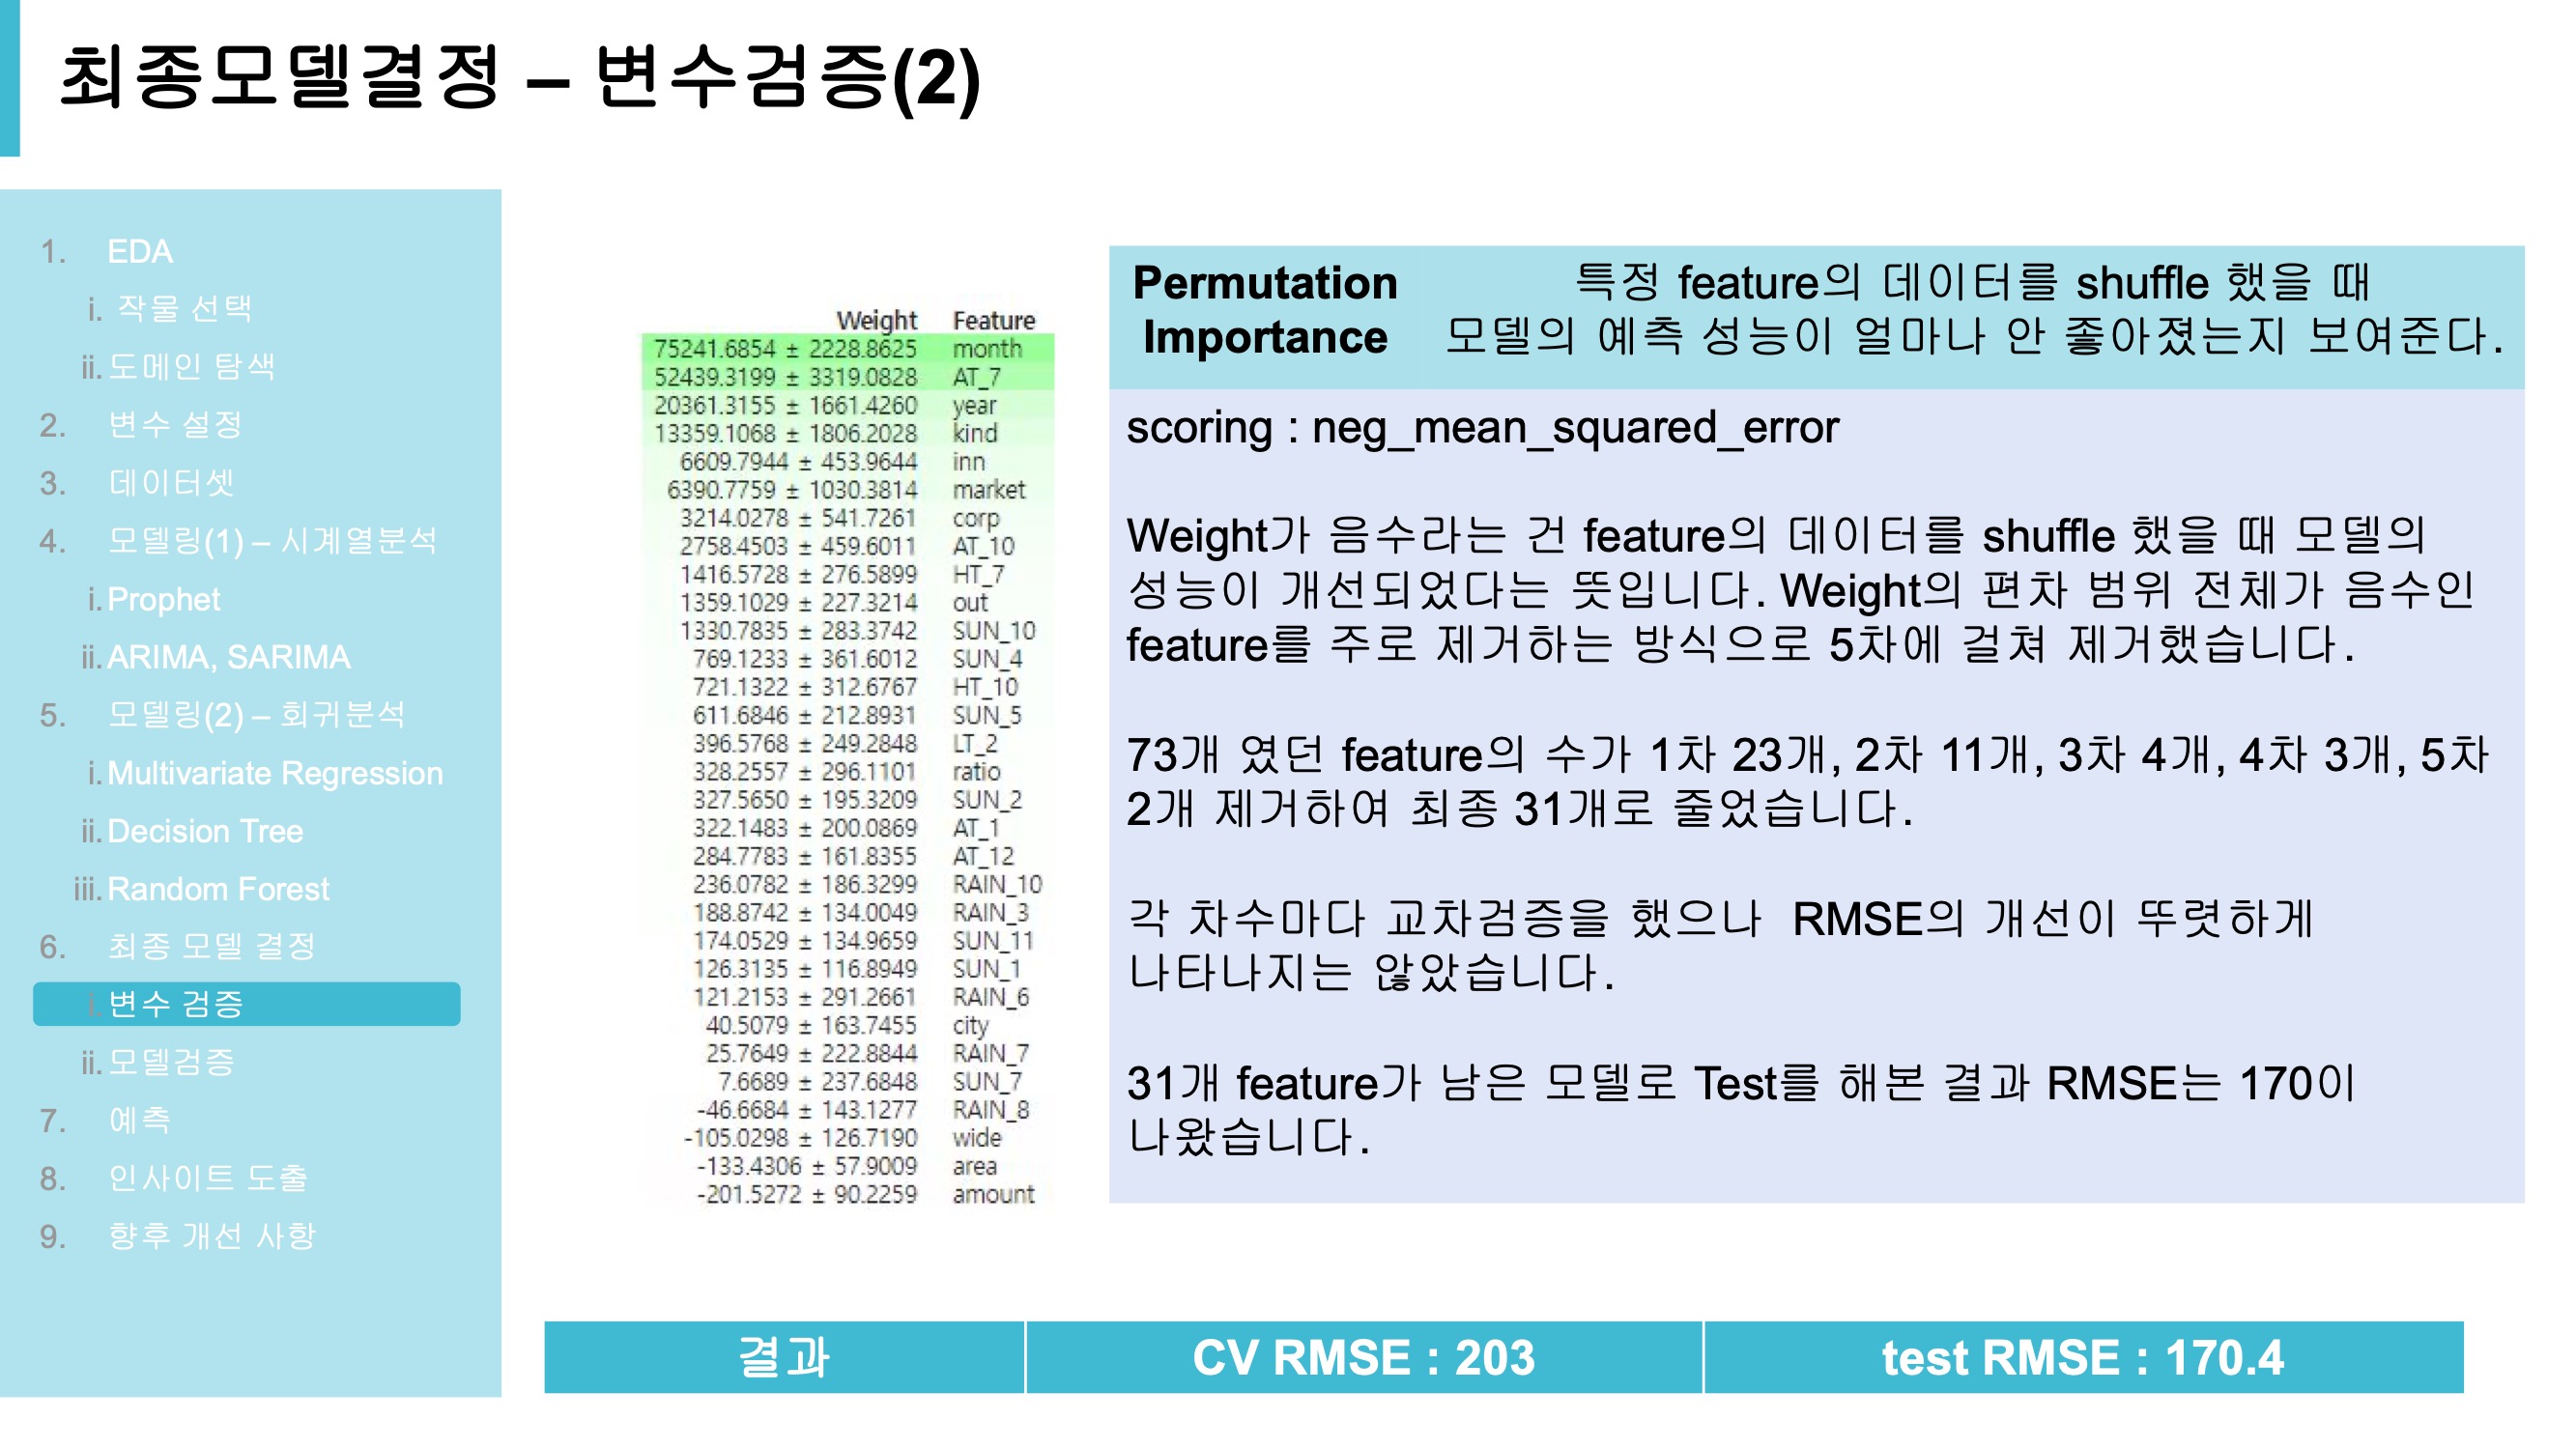 최종모델결정 – 변수검증(2)
1. EDA
i. 작물 선택
ii. 도메인 탐색
2. 변수 설정
3. 데이터셋
4. 모델링(1) – 시계열분석
i. Prophet
ii. ARIMA, SARIMA
5. 모델링(2) – 회귀분석
i. Multivariate Regression
ii. Decision Tree
iii. Random Forest
6. 최종 모델 결정
i. 변수 검증
ii. 모델검증
7. 예측
8. 인사이트 도출
9. 향후 개선 사항
Weight Feature
75241.6854 ± 2228.8625 month
52439.3199 ± 3319.0828 AT_7
20361.3155 ± 1661.4260 year
13359.1068 ± 1806.2028 kind
6609.7944 ± 453.9644 inn
6390.7759 ± 1030.3814 market
3214.0278 ± 541.7261 corp
2758.4503 ± 459.6011 AT_10
1416.5728 ± 276.5899 HT_7
1359.1029 ± 227.3214 out
1330.7835 ± 283.3742 SUN_10
769.1233 ± 361.6012 SUN_4
721.1322 ± 312.6767 HT_10
611.6846 ± 212.8931 SUN_5
396.5768 ± 249.2848 LT_2
328.2557 ± 296.1101 ratio
327.5650 ± 195.3209 SUN_2
322.1483 ± 200.0869 AT_1
284.7783 ± 161.8355 AT_12
236.0782 ± 186.3299 RAIN_10
188.8742 ± 134.0049 RAIN_3
174.0529 ± 134.9659 SUN_11
126.3135 ± 116.8949 SUN_1
121.2153 ± 291.2661 RAIN_6
40.5079 ± 163.7455 city
25.7649 ± 222.8844 RAIN_7
7.6689 ± 237.6848 SUN_7
-46.6684 ± 143.1277 RAIN_8
-105.0298 ± 126.7190 wide
-133.4306 ± 57.9009 area
-201.5272 ± 90.2259 amount
Permutation
Importance
특정 feature의 데이터를 shuffle 했을 때
모델의 예측 성능이 얼마나 안 좋아졌는지 보여준다.
scoring : neg_mean_squared_error
Weight가 음수라는 건 feature의 데이터를 shuffle 했을 때 모델의
성능이 개선되었다는 뜻입니다. Weight의 편차 범위 전체가 음수인
feature를 주로 제거하는 방식으로 5차에 걸쳐 제거했습니다.
73개 였던 feature의 수가 1차 23개, 2차 11개, 3차 4개, 4차 3개, 5차
2개 제거하여 최종 31개로 줄었습니다.
각 차수마다 교차검증을 했으나 RMSE의 개선이 뚜렷하게
나타나지는 않았습니다.
31개 feature가 남은 모델로 Test를 해본 결과 RMSE는 170이
나왔습니다.
결과 CV RMSE : 203 test RMSE : 170.4